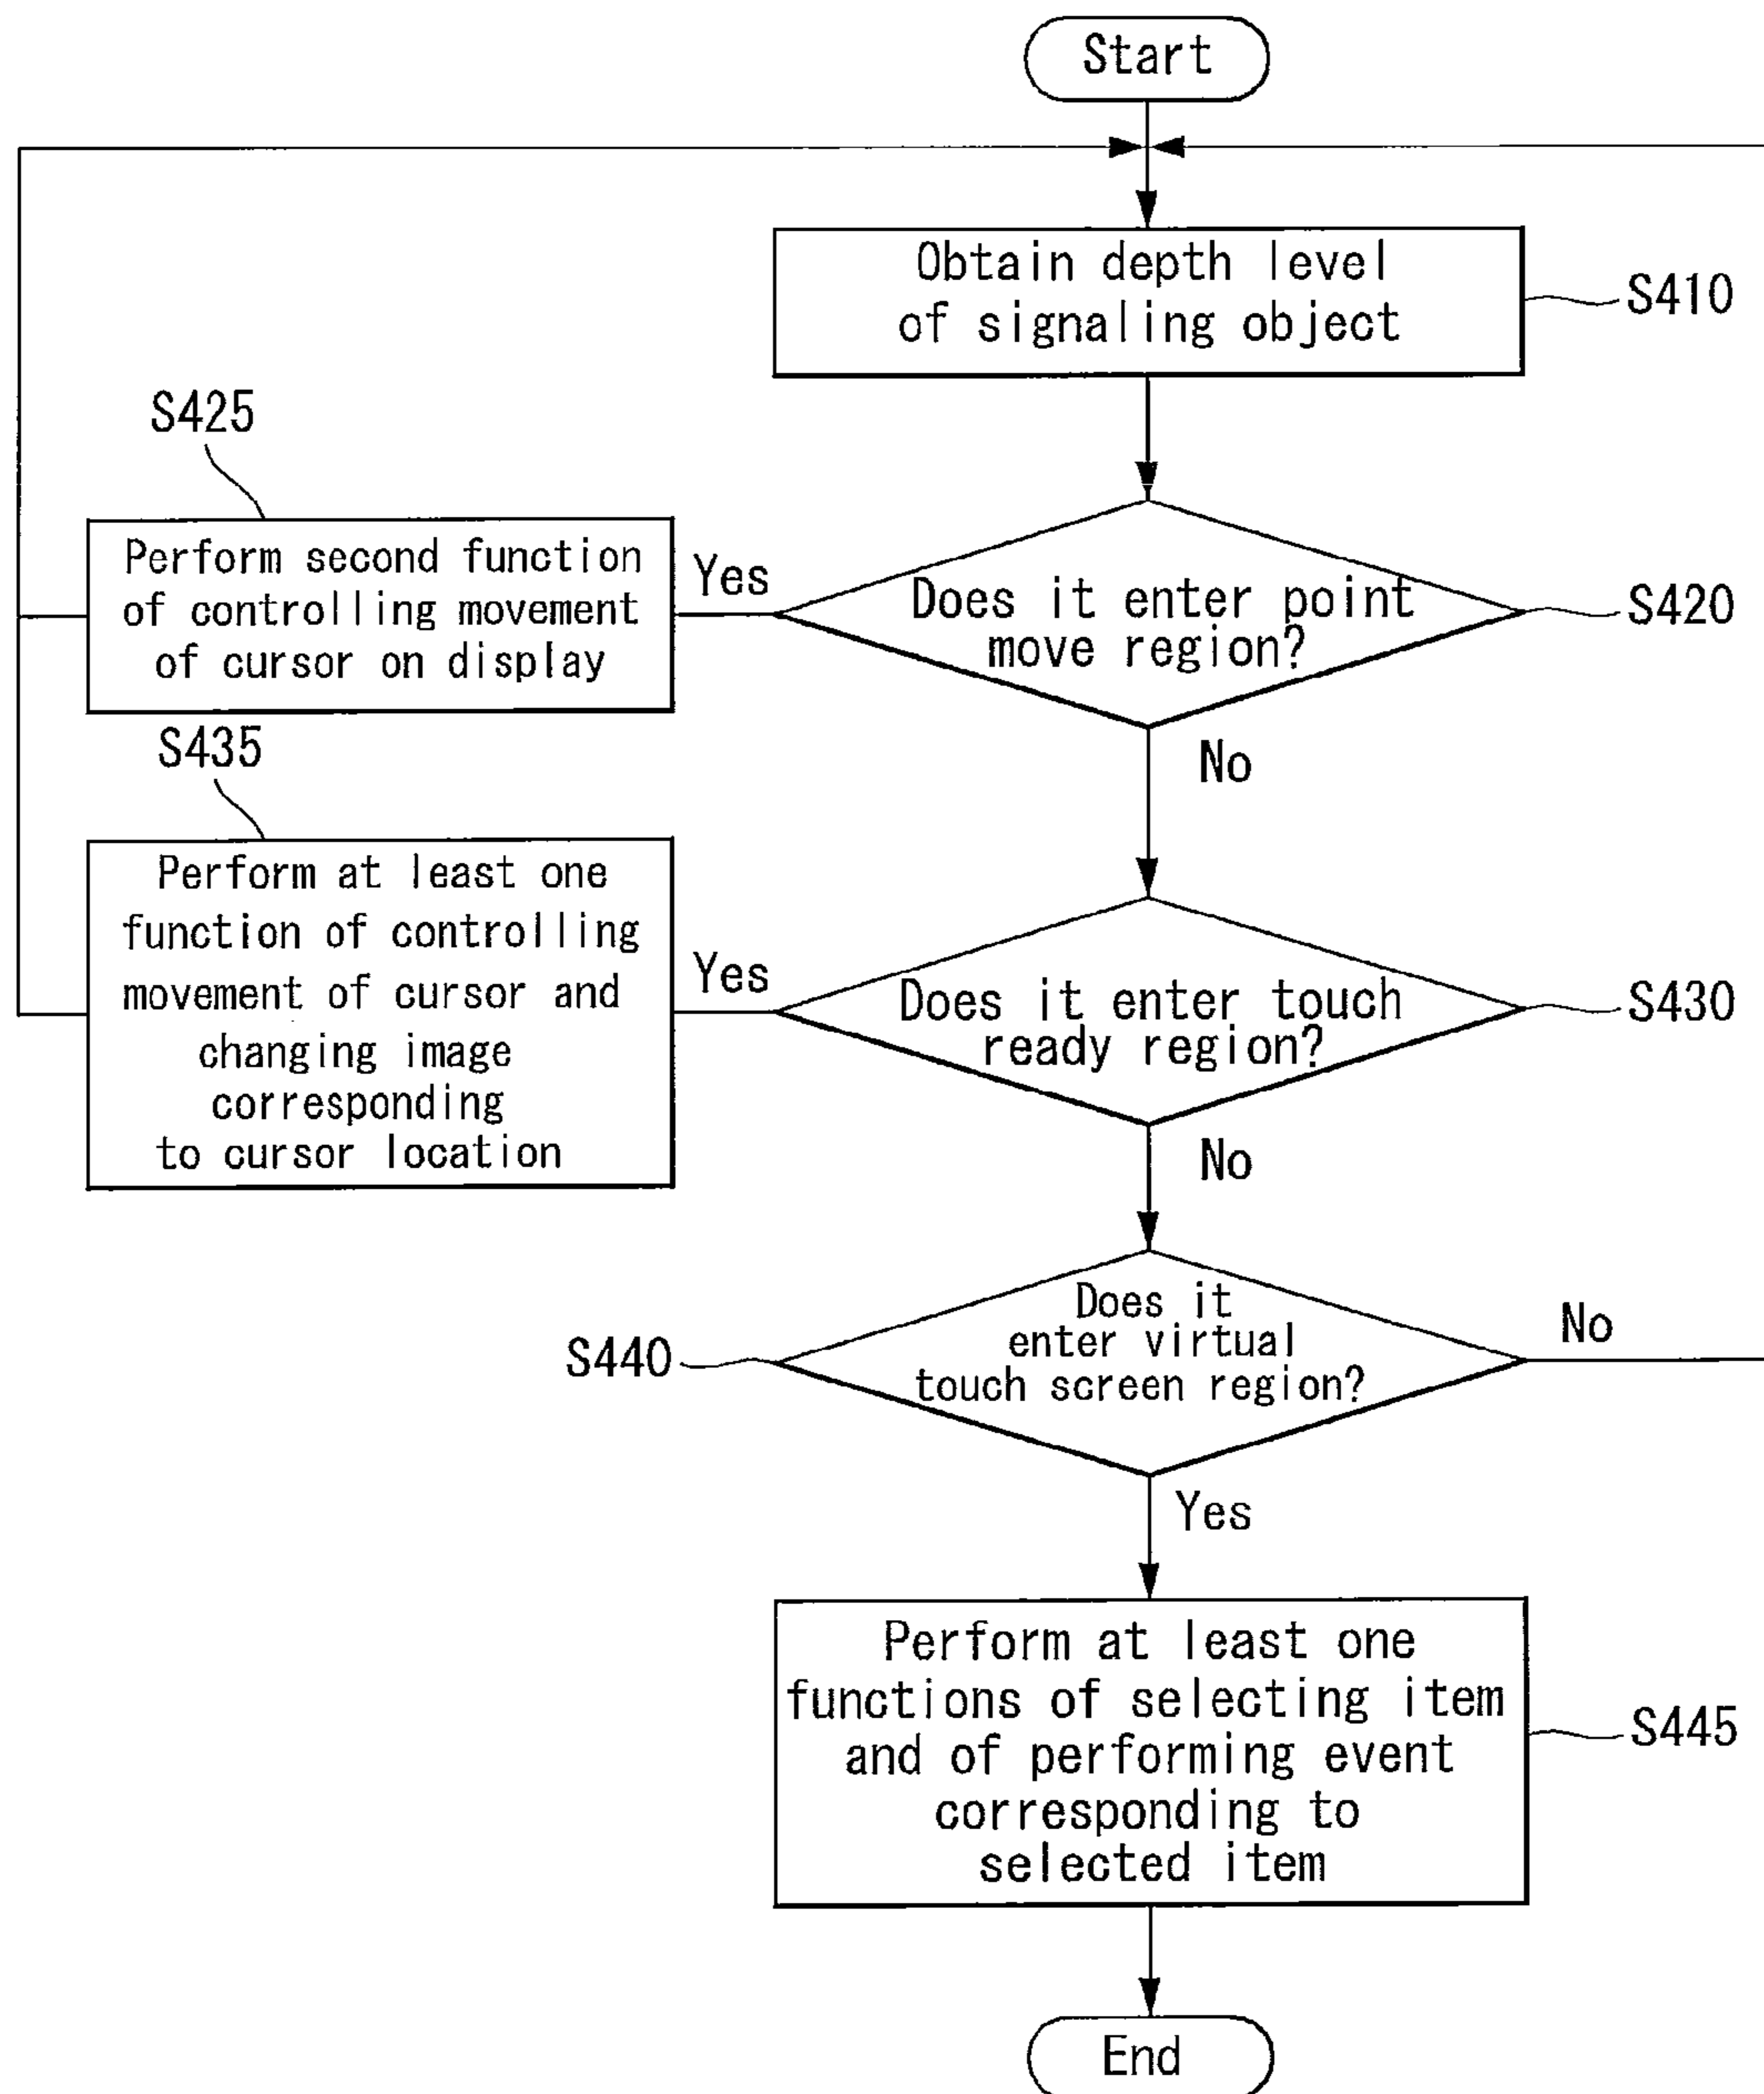 Start
Obtain depth level
of signaling object
S410
S425
Perform second function
of controlling movement
of cursor on display
Yes
Does it enter point
move region?
S420
No
S435
Perform at least one
function of controlling
movement of cursor and
changing image
corresponding
to cursor location
Yes
Does it enter touch
ready region?
S430
No
S440
Does it
enter virtual
touch screen region?
No
Yes
Perform at least one
functions of selecting item
and of performing event
corresponding to
selected item
S445
End